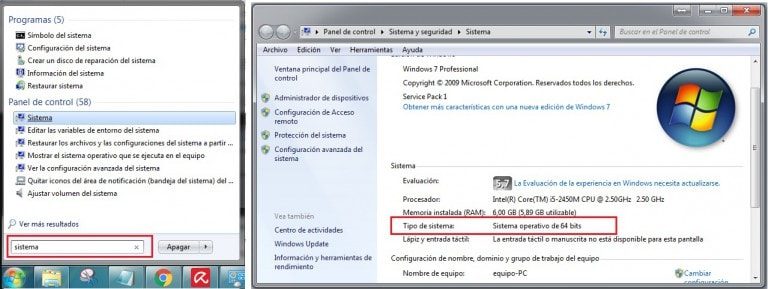 Programas (5)
Símbolo del sistema
Configuración del sistema
Crear un disco de reparación del sistema
Información del sistema
Restaurar sistema
Panel de control (58)
Sistema
Editar las variables de entorno del sistema
Restaurar los archivos y las configuraciones del sistema a partir ...
Mostrar el sistema operativo que se ejecuta en el equipo
Ver la configuración avanzada del sistema
Quitar iconos del área de notificación (bandeja del sistema) del ...
Ajustar volumen del sistema
Ver más resultados
sistema
Apagar
Panel de control
Sistema y seguridad
Sistema
Buscar en el Panel de control
Archivo Edición Ver Herramientas Ayuda
Ventana principal del Panel de
control
Administrador de dispositivos
Configuración de Acceso
remoto
Protección del sistema
Configuración avanzada del
sistema
Vea también
Centro de actividades
Windows Update
Información y herramientas de
rendimiento
Windows 7 Professional
Copyright © 2009 Microsoft Corporation. Reservados todos los derechos.
Service Pack 1
Obtener más características con una nueva edición de Windows 7
Sistema
Evaluación: 5,7 La Evaluación de la experiencia en Windows necesita actualizarse.
Procesador: Intel(R) Core(TM) i5-2450M CPU @ 2.50GHz 2.50 GHz
Memoria instalada (RAM): 6,00 GB (5,89 GB utilizable)
Tipo de sistema: Sistema operativo de 64 bits
Lápiz y entrada táctil: La entrada táctil o manuscrita no está disponible para esta pantalla
Configuración de nombre, dominio y grupo de trabajo del equipo
Nombre de equipo: equipo-PC
Cambiar
configuración